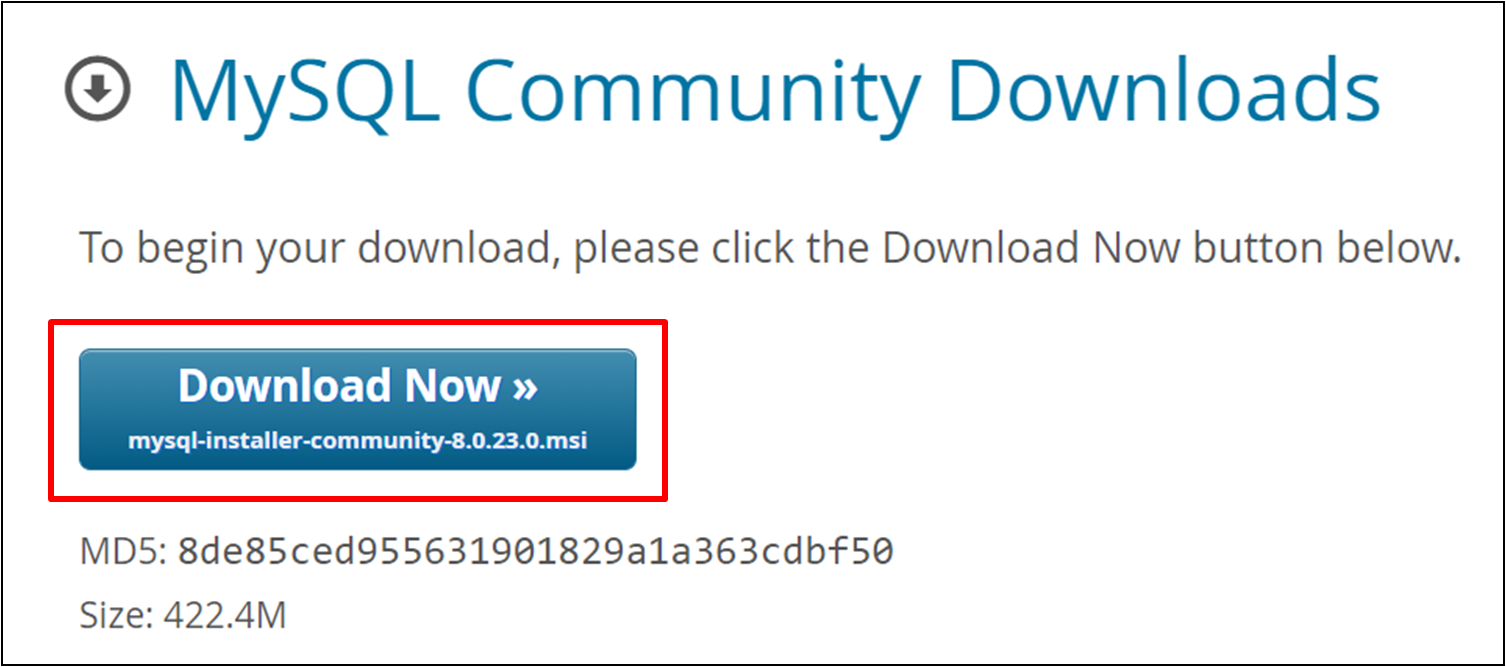 MySQL Community Downloads
To begin your download, please click the Download Now button below.
Download Now »
mysql-installer-community-8.0.23.0.msi
MD5: 8de85ced955631901829a1a363cdbf50
Size: 422.4M